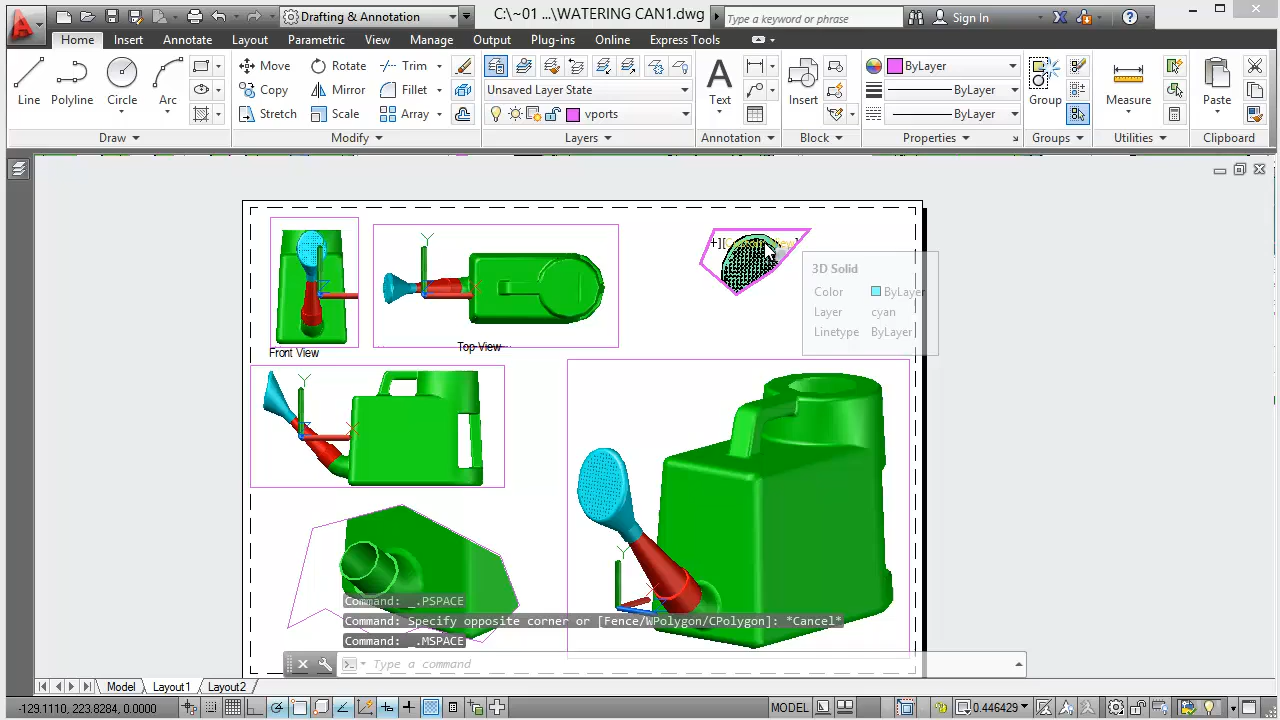 Drafting & Annotation
C:\~01 ...\WATERING CAN1.dwg
Type a keyword or phrase
Sign In
Home
Insert
Annotate
Layout
Parametric
View
Manage
Output
Plug-ins
Online
Express Tools
Line
Polyline
Circle
Arc
Move
Rotate
Trim
Copy
Mirror
Stretch
Scale
Array
Unsaved Layer State
vports
Text
Insert
ByLayer
ByLayer
ByLayer
Group
Measure
Paste
Draw
Modify
Layers
Annotation
Block
Properties
Groups
Utilities
Clipboard
3D Solid
Color ByLayer
Layer cyan
Linetype ByLayer
Front View
Top View
Command: _.PSPACE
Command: Specify opposite corner or [Fence/WPolygon/CPolygon]: *Cancel*
Command: _.MSPACE
Type a command
Model
Layout1
Layout2
-129.1110, 223.8284, 0.0000
MODEL
0.446429